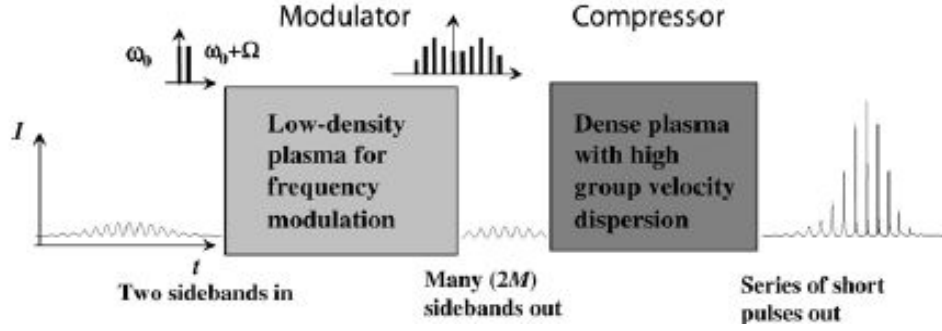 Modulator
Compressor
ω₀
ω₀+Ω
I
Low-density
plasma for
frequency
modulation
Dense plasma
with high
group velocity
dispersion
t
Two sidebands in
Many (2M)
sidebands out
Series of short
pulses out